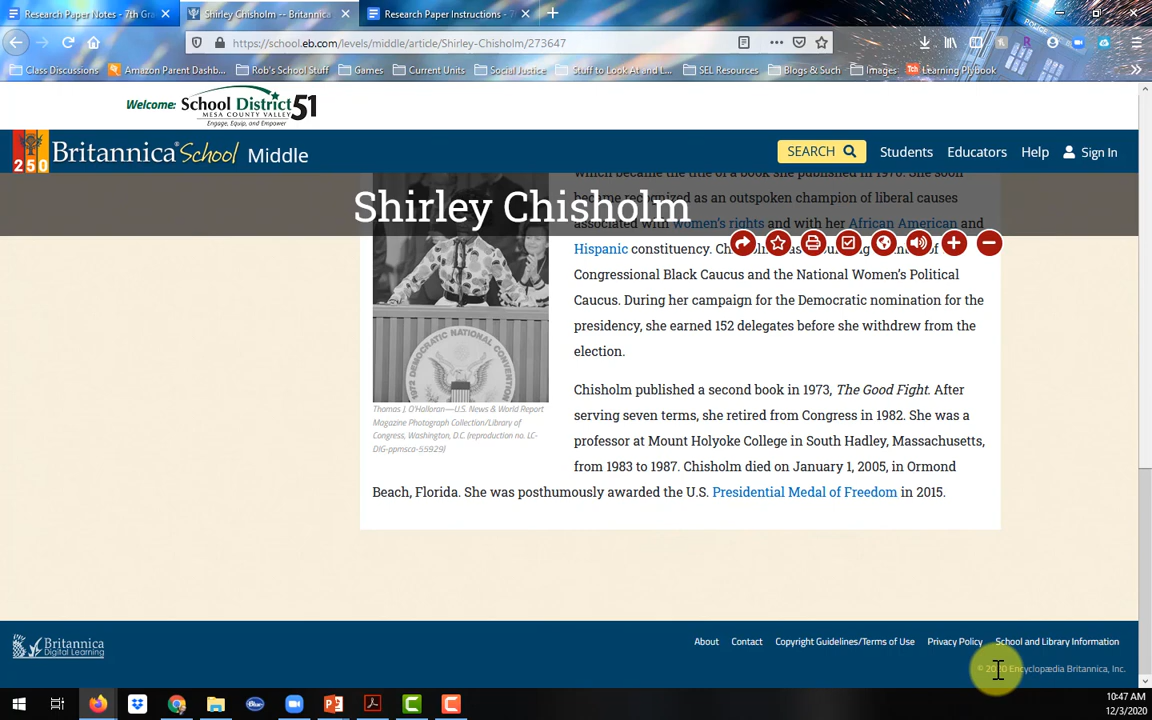 Research Paper Notes - 7th Gra
Shirley Chisholm -- Britannica
Research Paper Instructions - 7
https://school.eb.com/levels/middle/article/Shirley-Chisholm/273647
Class Discussions
Amazon Parent Dashb...
Rob's School Stuff
Games
Current Units
Social Justice
Stuff to Look At and L...
SEL Resources
Blogs & Such
Images
Learning PlyBook
Welcome: School District 51
MESA COUNTY VALLEY
Engage, Equip, and Empower
250
Britannica School Middle
SEARCH
Students
Educators
Help
Sign In
which became the title of a book she published in 1970. She soon
Shirley Chisholm
became recognized as an outspoken champion of liberal causes
associated with women's rights and with her African American and
Hispanic constituency.
Congressional Black Caucus and the National Women's Political
Caucus. During her campaign for the Democratic nomination for the
presidency, she earned 152 delegates before she withdrew from the
election.
1972 DEMOCRATIC NATIONAL CONVENTION
Thomas J. O'Halloran—U.S. News & World Report
Magazine Photograph Collection/Library of
Congress, Washington, D.C. (reproduction no. LC-
DIG-ppmsca-55929)
Chisholm published a second book in 1973, The Good Fight. After
serving seven terms, she retired from Congress in 1982. She was a
professor at Mount Holyoke College in South Hadley, Massachusetts,
from 1983 to 1987. Chisholm died on January 1, 2005, in Ormond
Beach, Florida. She was posthumously awarded the U.S. Presidential Medal of Freedom in 2015.
Britannica
Digital Learning
About
Contact
Copyright Guidelines/Terms of Use
Privacy Policy
School and Library Information
© 2020 Encyclopædia Britannica, Inc.
10:47 AM
12/3/2020